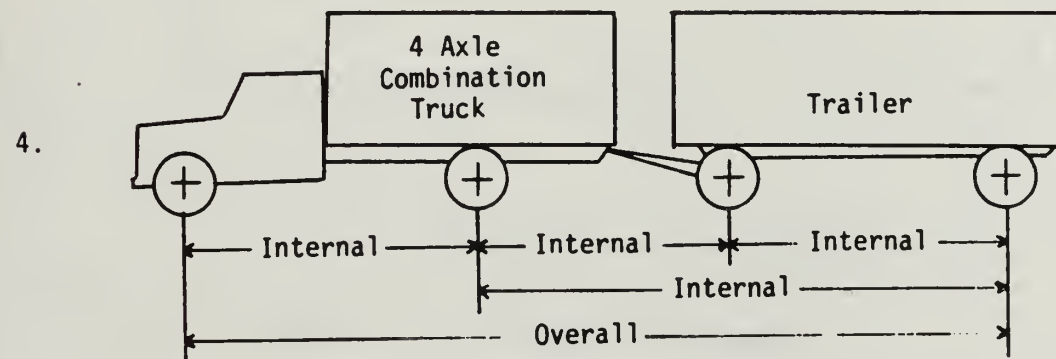 4.
4 Axle
Combination
Truck
Trailer
Internal Internal Internal
Internal
Overall